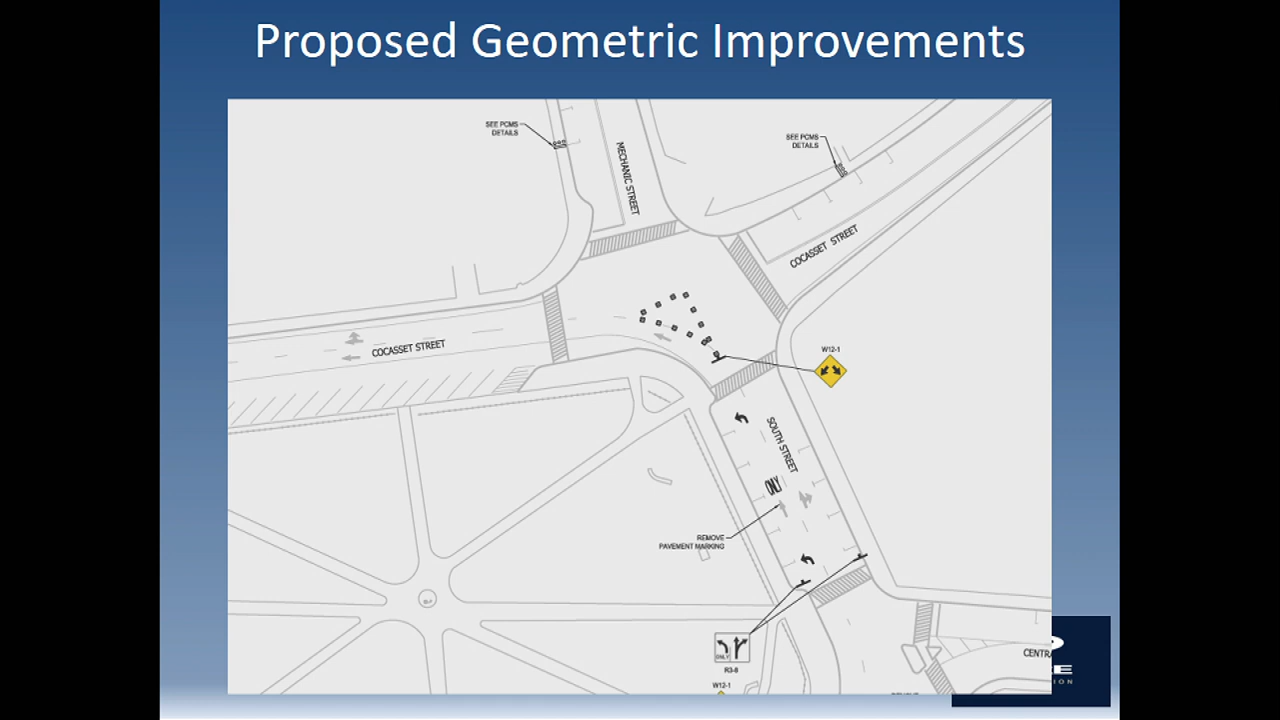 Proposed Geometric Improvements
SEE PCMS
DETAILS
MECHANIC STREET
SEE PCMS
DETAILS
COCASSET STREET
COCASSET STREET
W12-1
SOUTH STREET
ONLY
REMOVE
PAVEMENT MARKING
ONLY
R3-8
W12-1
CENTRA